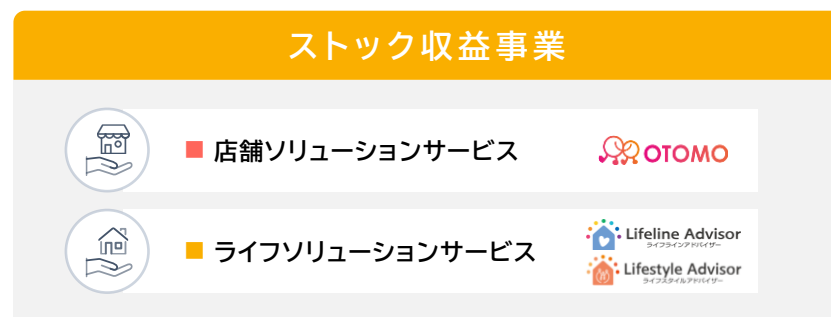 ストック収益事業
店舗ソリューションサービス
OTOMO
ライフソリューションサービス
Lifeline Advisor
ライフラインアドバイザー
Lifestyle Advisor
ライフスタイルアドバイザー